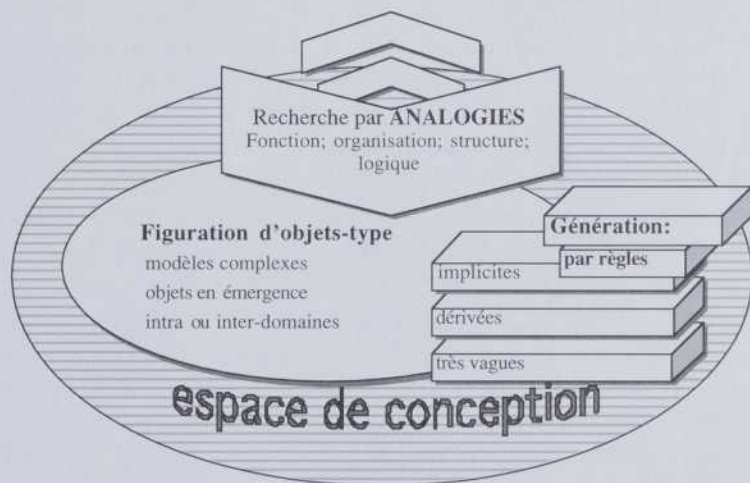 Recherche par ANALOGIES
Fonction; organisation; structure;
logique
Figuration d'objets-type
modèles complexes
objets en émergence
intra ou inter-domaines
Génération:
par règles
implicites
dérivées
très vagues
espace de conception